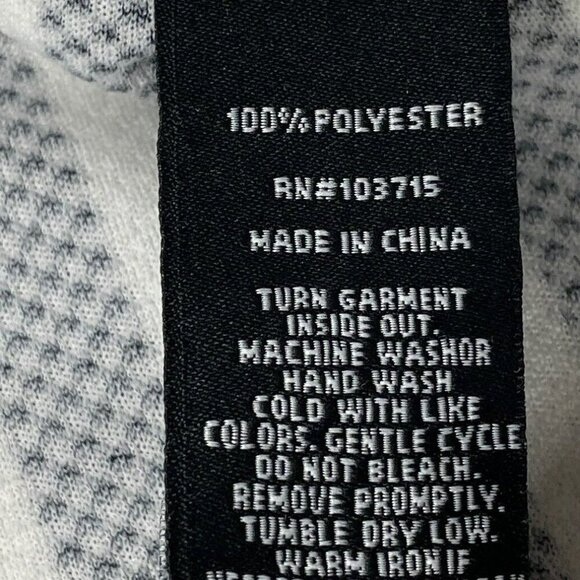 100% POLYESTER
RN#103715
MADE IN CHINA
TURN GARMENT
INSIDE OUT.
MACHINE WASHOR
HAND WASH
COLD WITH LIKE
COLORS. GENTLE CYCLE
DO NOT BLEACH.
REMOVE PROMPTLY.
TUMBLE DRY LOW.
WARM IRON IF